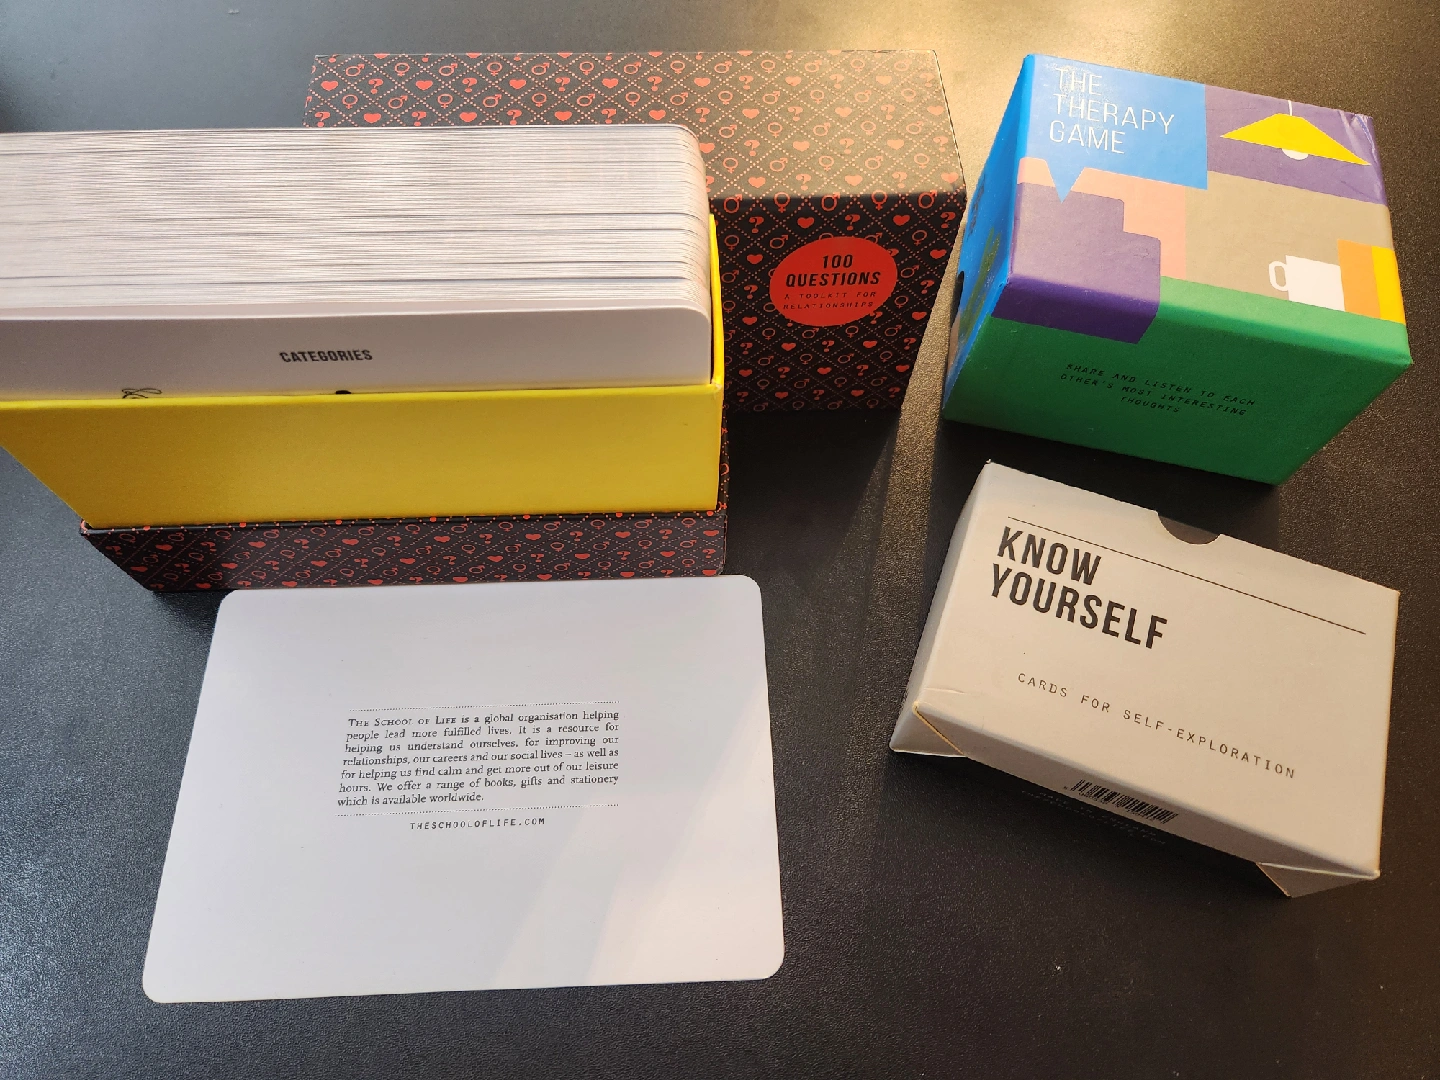 100
QUESTIONS
A TOOLKIT FOR
RELATIONSHIPS
THE
THERAPY
GAME
SHARE AND LISTEN TO EACH
OTHER'S MOST INTERESTING
THOUGHTS
CATEGORIES
KNOW
YOURSELF
CARDS FOR SELF-EXPLORATION
THE SCHOOL OF LIFE is a global organisation helping
people lead more fulfilled lives. It is a resource for
helping us understand ourselves, for improving our
relationships, our careers and our social lives – as well as
for helping us find calm and get more out of our leisure
hours. We offer a range of books, gifts and stationery
which is available worldwide.
THESCHOOLOFLIFE.COM